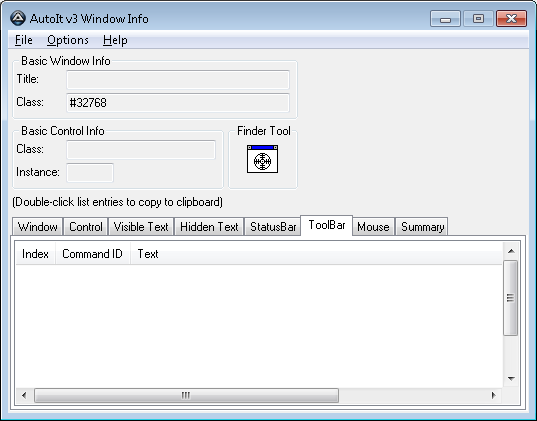 AutoIt v3 Window Info
File Options Help
Basic Window Info
Title:
Class: #32768
Basic Control Info Finder Tool
Class:
Instance:
(Double-click list entries to copy to clipboard)
Window Control Visible Text Hidden Text StatusBar ToolBar Mouse Summary
Index Command ID Text